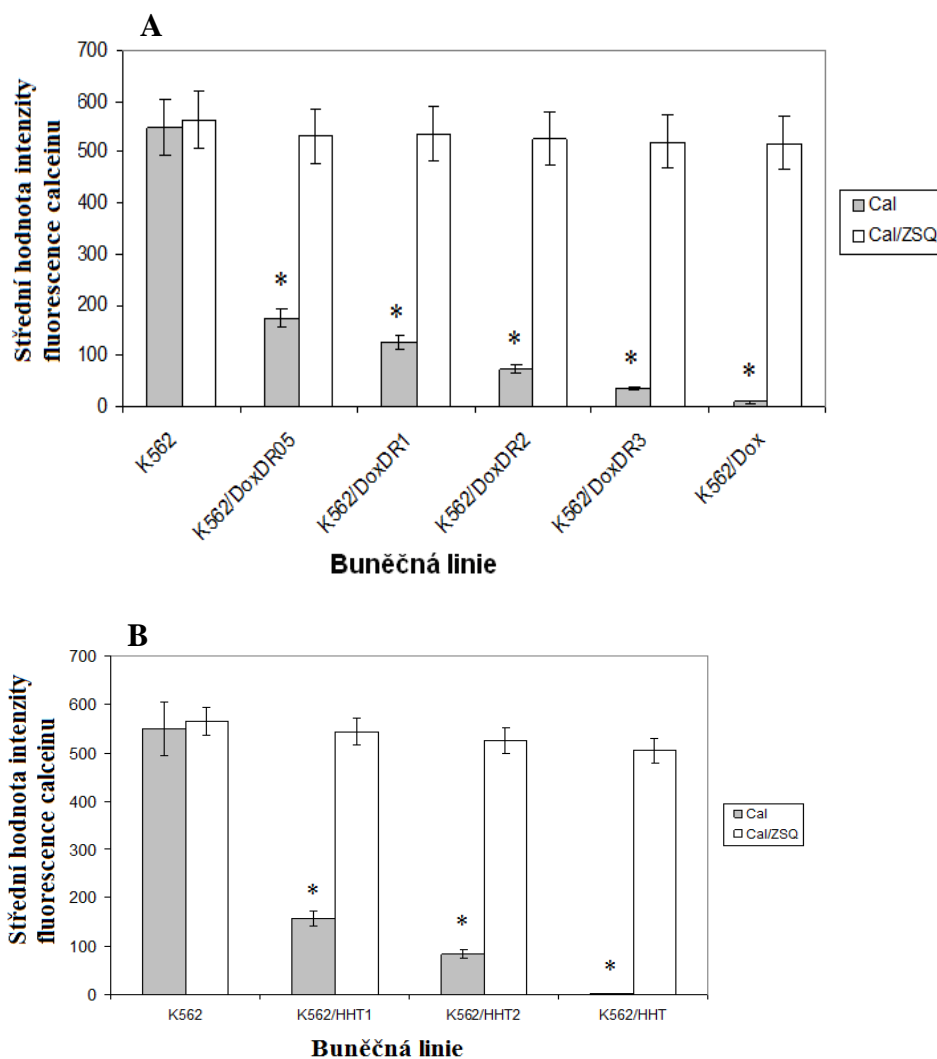 A
700
600
500
400
300
200
100
0
Střední hodnota intenzity
fluorescence calceinu
*
*
*
*
*
Cal
Cal/ZSQ
K562
K562/DoxDR05
K562/DoxDR1
K562/DoxDR2
K562/DoxDR3
K562/Dox
Buněčná linie
B
700
600
500
400
300
200
100
0
Střední hodnota intenzity
fluorescence calceinu
*
*
*
Cal
Cal/ZSQ
K562
K562/HHT1
K562/HHT2
K562/HHT
Buněčná linie